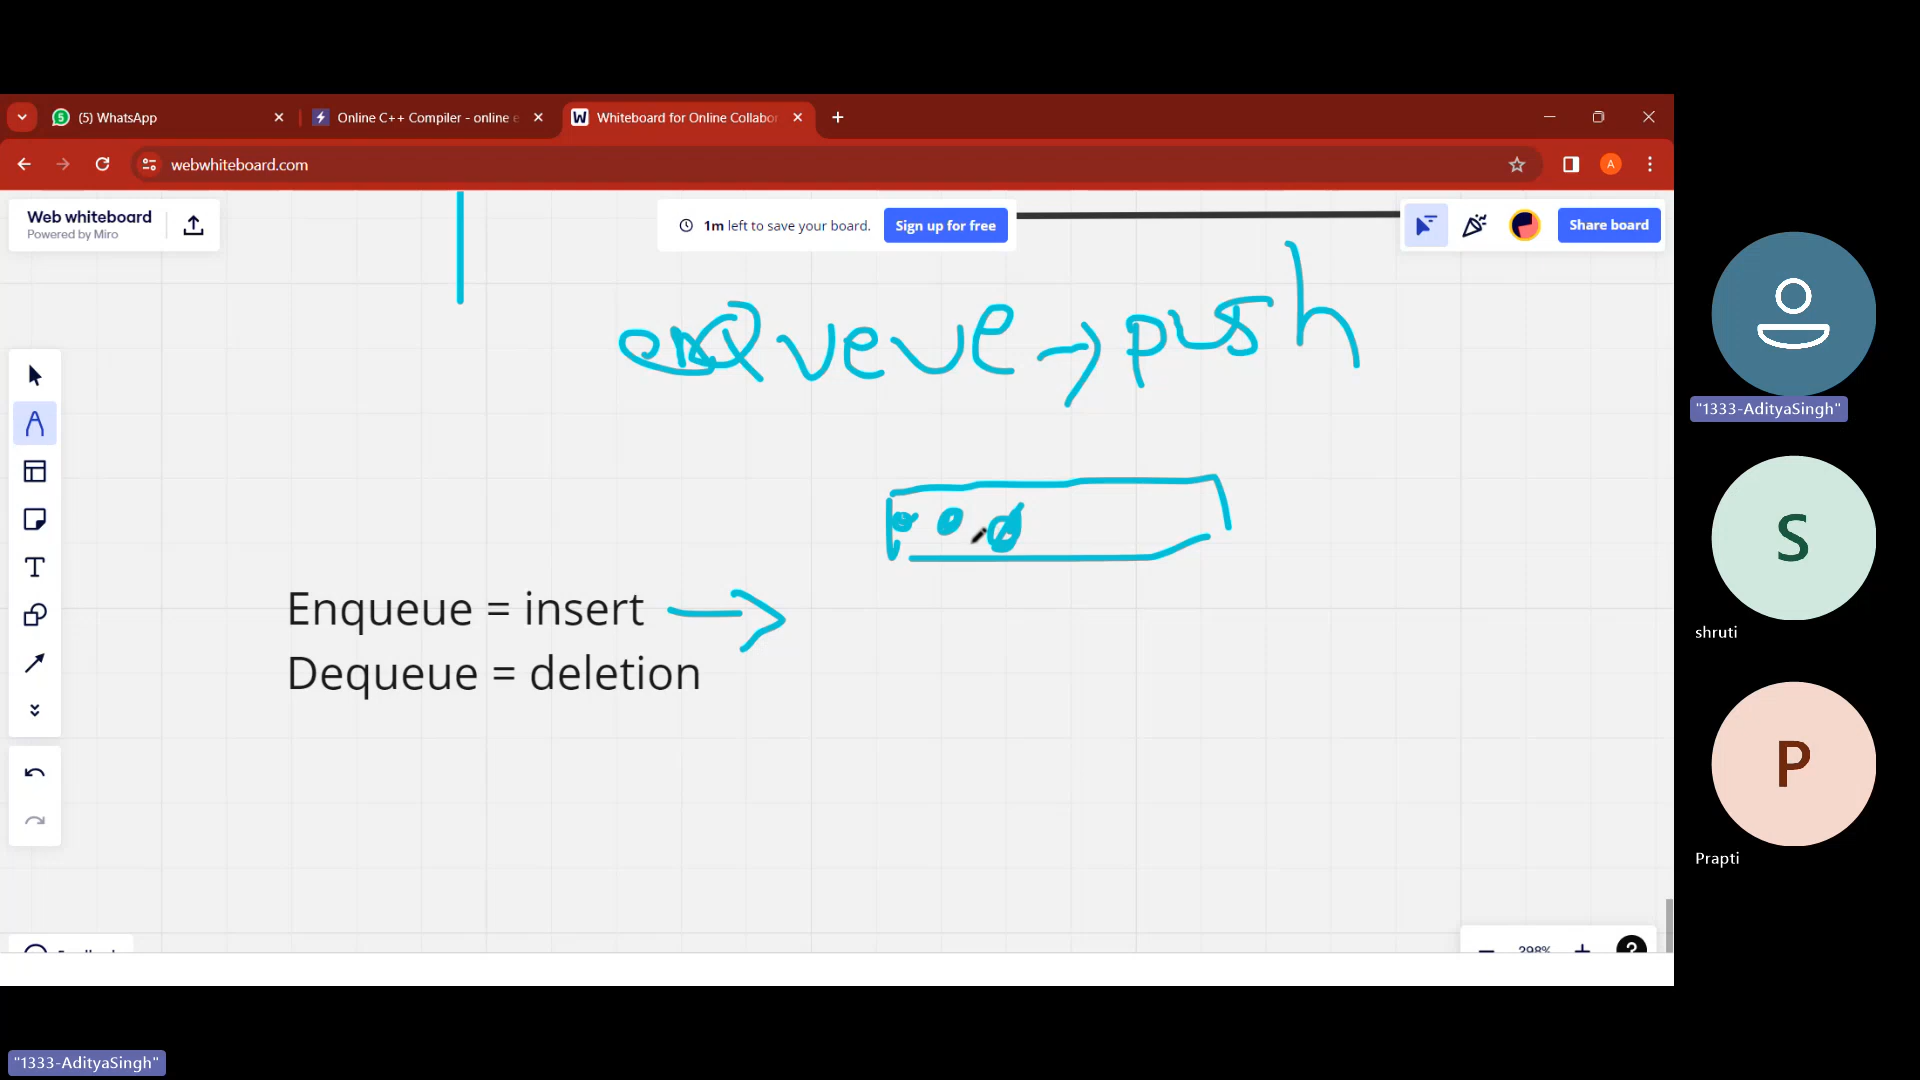 (5) WhatsApp
Online C++ Compiler - online e
Whiteboard for Online Collabor
webwhiteboard.com
A
Web whiteboard
Powered by Miro
1m left to save your board.
Sign up for free
Share board
enQueue → push
"1333-AdityaSingh"
S
shruti
Enqueue = insert
Dequeue = deletion
P
Prapti
298%
?
"1333-AdityaSingh"